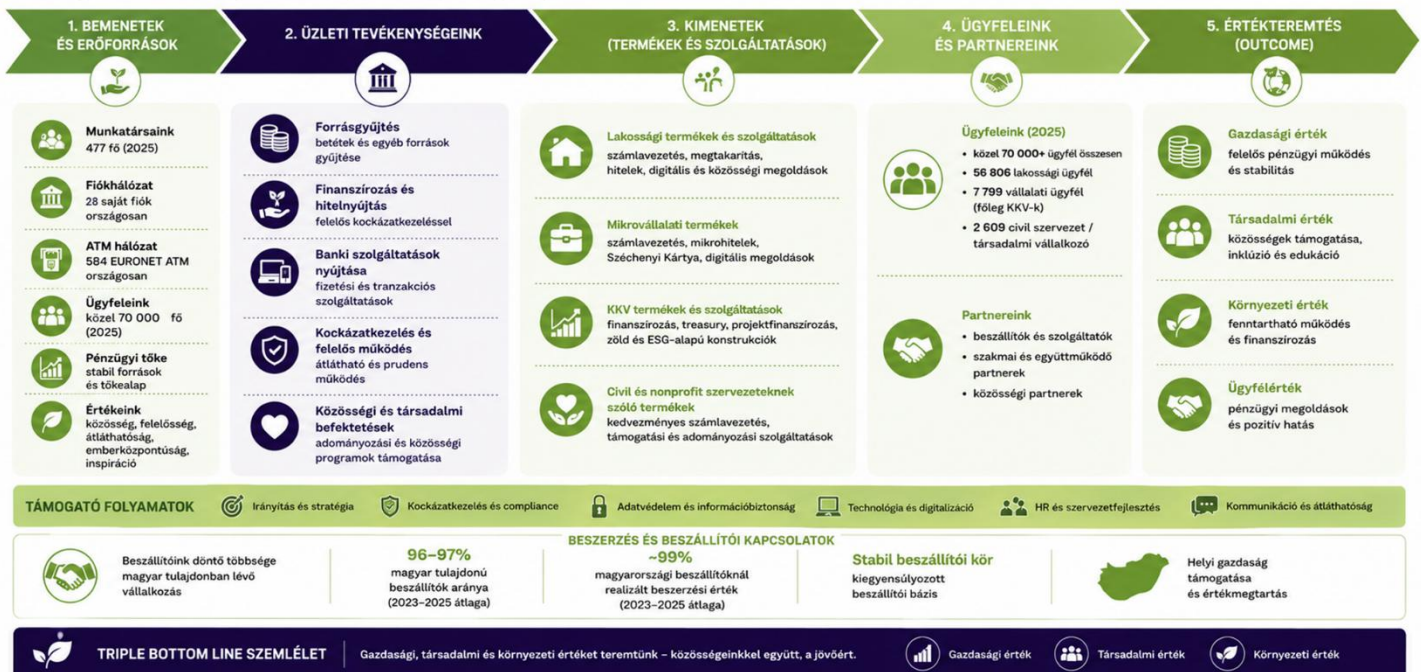 1. BEMENETEK
ÉS ERŐFORRÁSOK
2. ÜZLETI TEVÉKENYSÉGEINK
3. KIMENETEK
(TERMÉKEK ÉS SZOLGÁLTATÁSOK)
4. ÜGYFELEINK
ÉS PARTNEREINK
5. ÉRTÉKTEREMTÉS
(OUTCOME)
Munkatársaink
477 fő (2025)
Fiókhálózat
28 saját fiók
országosan
ATM hálózat
584 EURONET ATM
országosan
Ügyfeleink
közel 70 000 fő
(2025)
Pénzügyi tőke
stabil források
és tőkealap
Értékeink
közösség, felelősség,
átláthatóság,
emberközpontúság,
inspiráció
Forrásgyűjtés
betétek és egyéb források
gyűjtése
Finanszírozás és
hitelnyújtás
felelős kockázatkezeléssel
Banki szolgáltatások
nyújtása
fizetési és tranzakciós
szolgáltatások
Kockázatkezelés és
felelős működés
átlátható és prudens
működés
Közösségi és társadalmi
befektetések
adományozási és közösségi
programok támogatása
Lakossági termékek és szolgáltatások
számlavezetés, megtakarítás,
hitelek, digitális és közösségi megoldások
Mikrovállalati termékek
számlavezetés, mikrohitelek,
Széchenyi Kártya, digitális megoldások
KKV termékek és szolgáltatások
finanszírozás, treasury, projektfinanszírozás,
zöld és ESG-alapú konstrukciók
Civil és nonprofit szervezeteknek
szóló termékek
kedvezményes számlavezetés,
támogatási és adományozási szolgáltatások
Ügyfeleink (2025)
• közel 70 000+ ügyfél összesen
• 56 806 lakossági ügyfél
• 7 799 vállalati ügyfél
(főleg KKV-k)
• 2 609 civil szervezet /
társadalmi vállalkozó
Partnereink
• beszállítók és szolgáltatók
• szakmai és együttműködő
partnerek
• közösségi partnerek
Gazdasági érték
felelős pénzügyi működés
és stabilitás
Társadalmi érték
közösségek támogatása,
inklúzió és edukáció
Környezeti érték
fenntartható működés
és finanszírozás
Ügyfélérték
pénzügyi megoldások
és pozitív hatás
TÁMOGATÓ FOLYAMATOK
Irányítás és stratégia
Kockázatkezelés és compliance
Adatvédelem és információbiztonság
Technológia és digitalizáció
HR és szervezetfejlesztés
Kommunikáció és átláthatóság
BESZERZÉS ÉS BESZÁLLÍTÓI KAPCSOLATOK
Beszállítóink döntő többsége
magyar tulajdonban lévő
vállalkozás
96–97%
magyar tulajdonú
beszállítók aránya
(2023–2025 átlaga)
~99%
magyarországi beszállítóknál
realizált beszerzési érték
(2023–2025 átlaga)
Stabil beszállítói kör
kiegyensúlyozott
beszállítói bázis
Helyi gazdaság
támogatása
és értékmegtartás
TRIPLE BOTTOM LINE SZEMLÉLET
Gazdasági, társadalmi és környezeti értéket teremtünk – közösségeinkkel együtt, a jövőért.
Gazdasági érték
Társadalmi érték
Környezeti érték